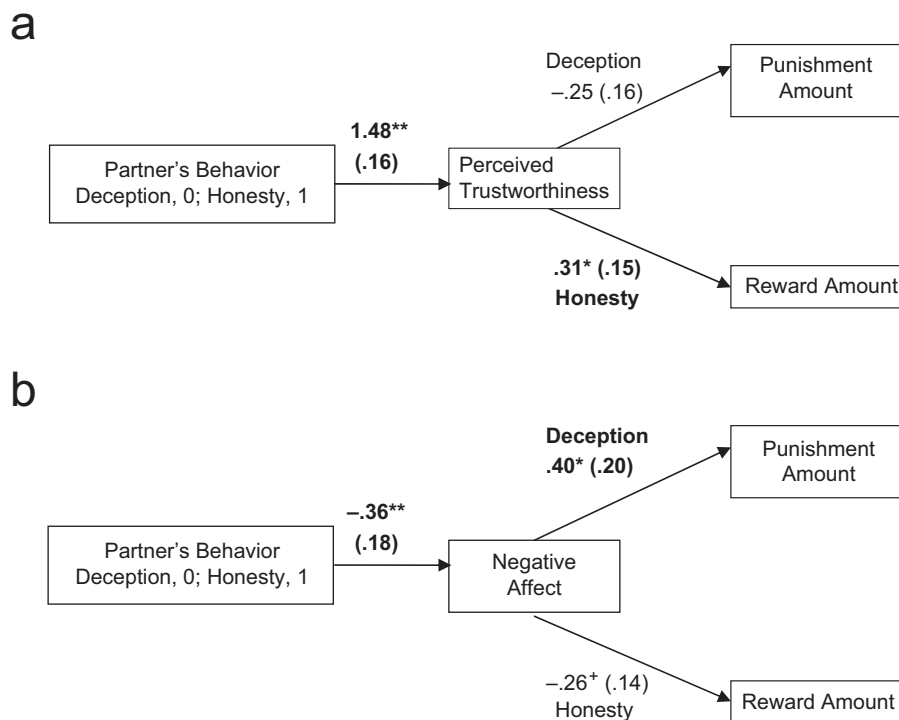 a
Deception
–.25 (.16)
Punishment
Amount
1.48**
(.16)
Partner's Behavior
Deception, 0; Honesty, 1
Perceived
Trustworthiness
.31* (.15)
Honesty
Reward Amount
b
Deception
.40* (.20)
Punishment
Amount
–.36**
(.18)
Partner's Behavior
Deception, 0; Honesty, 1
Negative
Affect
–.26+ (.14)
Honesty
Reward Amount